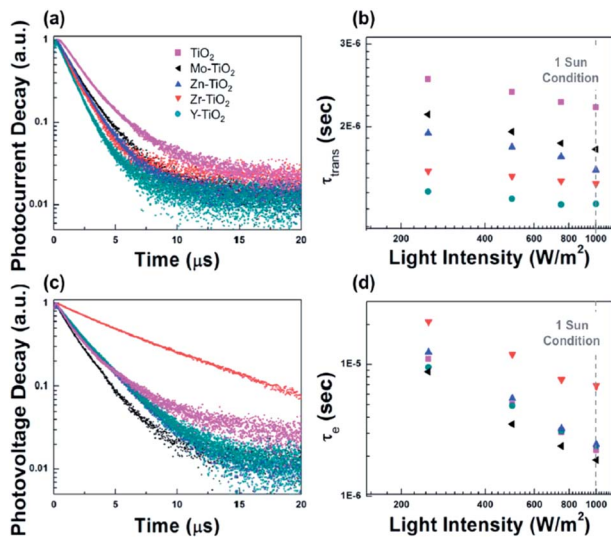 (a)
Photocurrent Decay (a.u.)
1
0.1
0.01
TiO2
Mo-TiO2
Zn-TiO2
Zr-TiO2
Y-TiO2
0
5
10
15
20
Time (μs)
(b)
τtrans (sec)
3E-6
2E-6
1 Sun
Condition
200
400
600
800
1000
Light Intensity (W/m2)
(c)
Photovoltage Decay (a.u.)
1
0.1
0.01
0
5
10
15
20
Time (μs)
(d)
τe (sec)
1E-5
1E-6
1 Sun
Condition
200
400
600
800
1000
Light Intensity (W/m2)